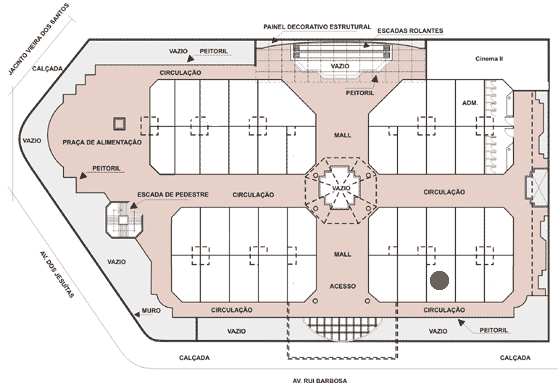 PAINEL DECORATIVO ESTRUTURAL
ESCADAS ROLANTES
JACINTO VIEIRA DOS SANTOS
CALÇADA
VAZIO
PEITORIL
CIRCULAÇÃO
VAZIO
PEITORIL
Cinema II
ADM.
MALL
VAZIO
PRAÇA DE ALIMENTAÇÃO
PEITORIL
ESCADA DE PEDESTRE
CIRCULAÇÃO
VAZIO
CIRCULAÇÃO
VAZIO
MALL
AV. DOS JESUÍTAS
ACESSO
MURO
CIRCULAÇÃO
CIRCULAÇÃO
VAZIO
VAZIO
PEITORIL
CALÇADA
CALÇADA
AV. RUI BARBOSA